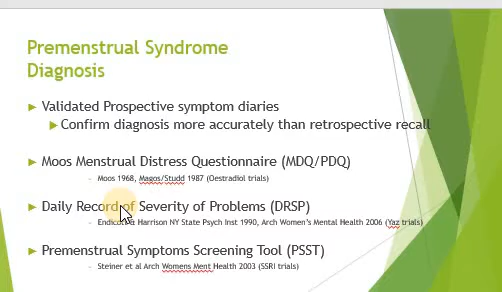 Premenstrual Syndrome
Diagnosis
Validated Prospective symptom diaries
Confirm diagnosis more accurately than retrospective recall
Moos Menstrual Distress Questionnaire (MDQ/PDQ)
- Moos 1968, Magos/Studd 1987 (Oestradiol trials)
Daily Record of Severity of Problems (DRSP)
- Endicott & Harrison NY State Psych Inst 1990, Arch Women's Mental Health 2006 (Yaz trials)
Premenstrual Symptoms Screening Tool (PSST)
- Steiner et al Arch Womens Ment Health 2003 (SSRI trials)